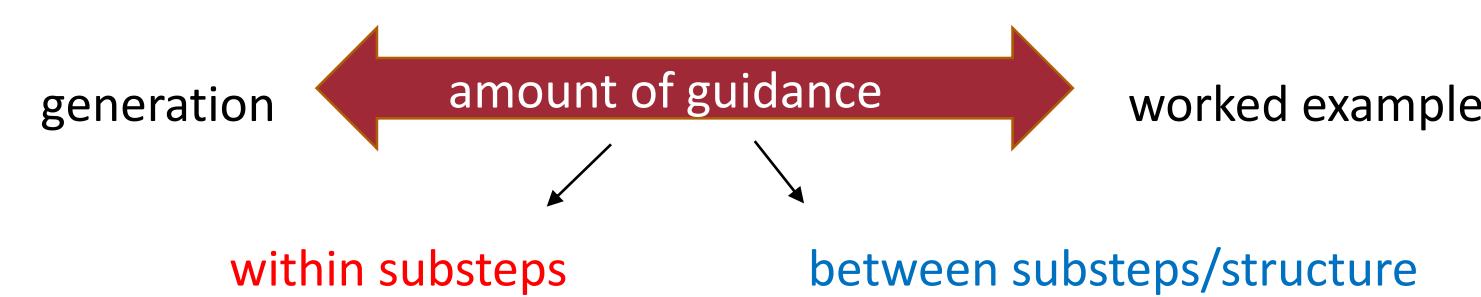 generation
amount of guidance
worked example
within substeps
between substeps/structure